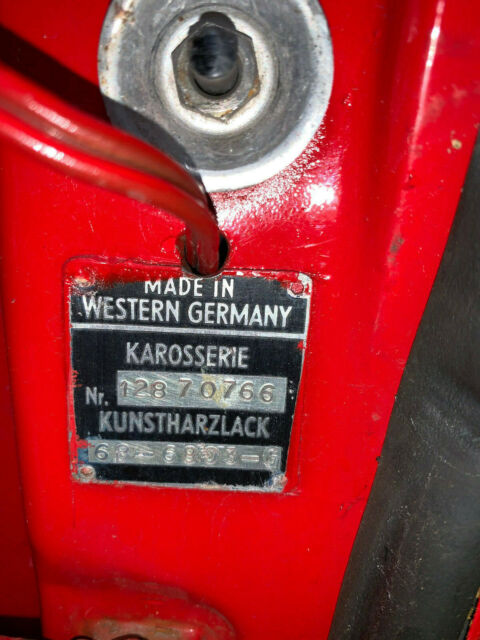 MADE IN
WESTERN GERMANY
KAROSSERIE
Nr. 12870766
KUNSTHARZLACK